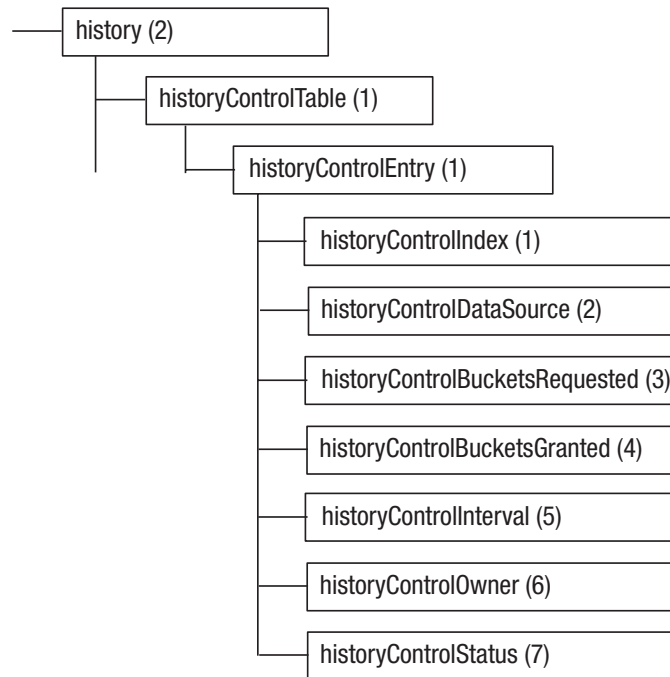 history (2)
historyControlTable (1)
historyControlEntry (1)
historyControlIndex (1)
historyControlDataSource (2)
historyControlBucketsRequested (3)
historyControlBucketsGranted (4)
historyControlInterval (5)
historyControlOwner (6)
historyControlStatus (7)